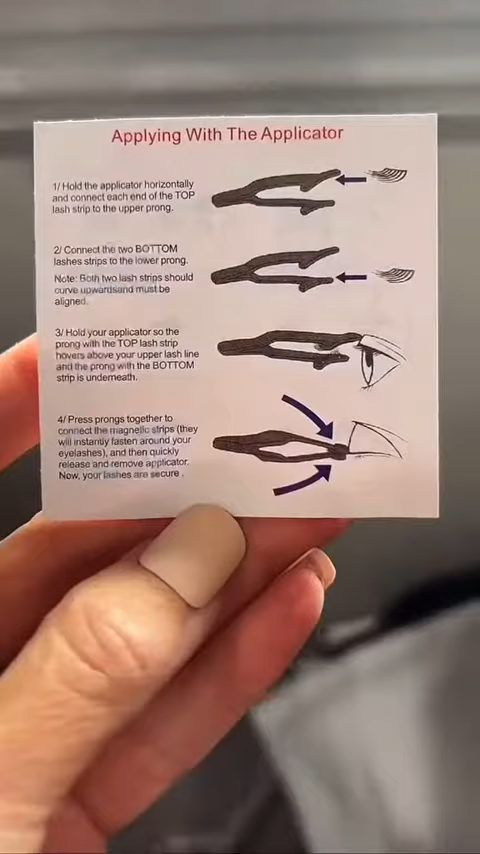 Applying With The Applicator
1/ Hold the applicator horizontally
and connect each end of the TOP
lash strip to the upper prong.
2/ Connect the two BOTTOM
lashes strips to the lower prong.
Note: Both two lash strips should
curve upwardsand must be
aligned.
3/ Hold your applicator so the
prong with the TOP lash strip
hovers above your upper lash line
and the prong with the BOTTOM
strip is underneath.
4/ Press prongs together to
connect the magnetic strips (they
will instantly fasten around your
eyelashes), and then quickly
release and remove applicator.
Now, your lashes are secure .